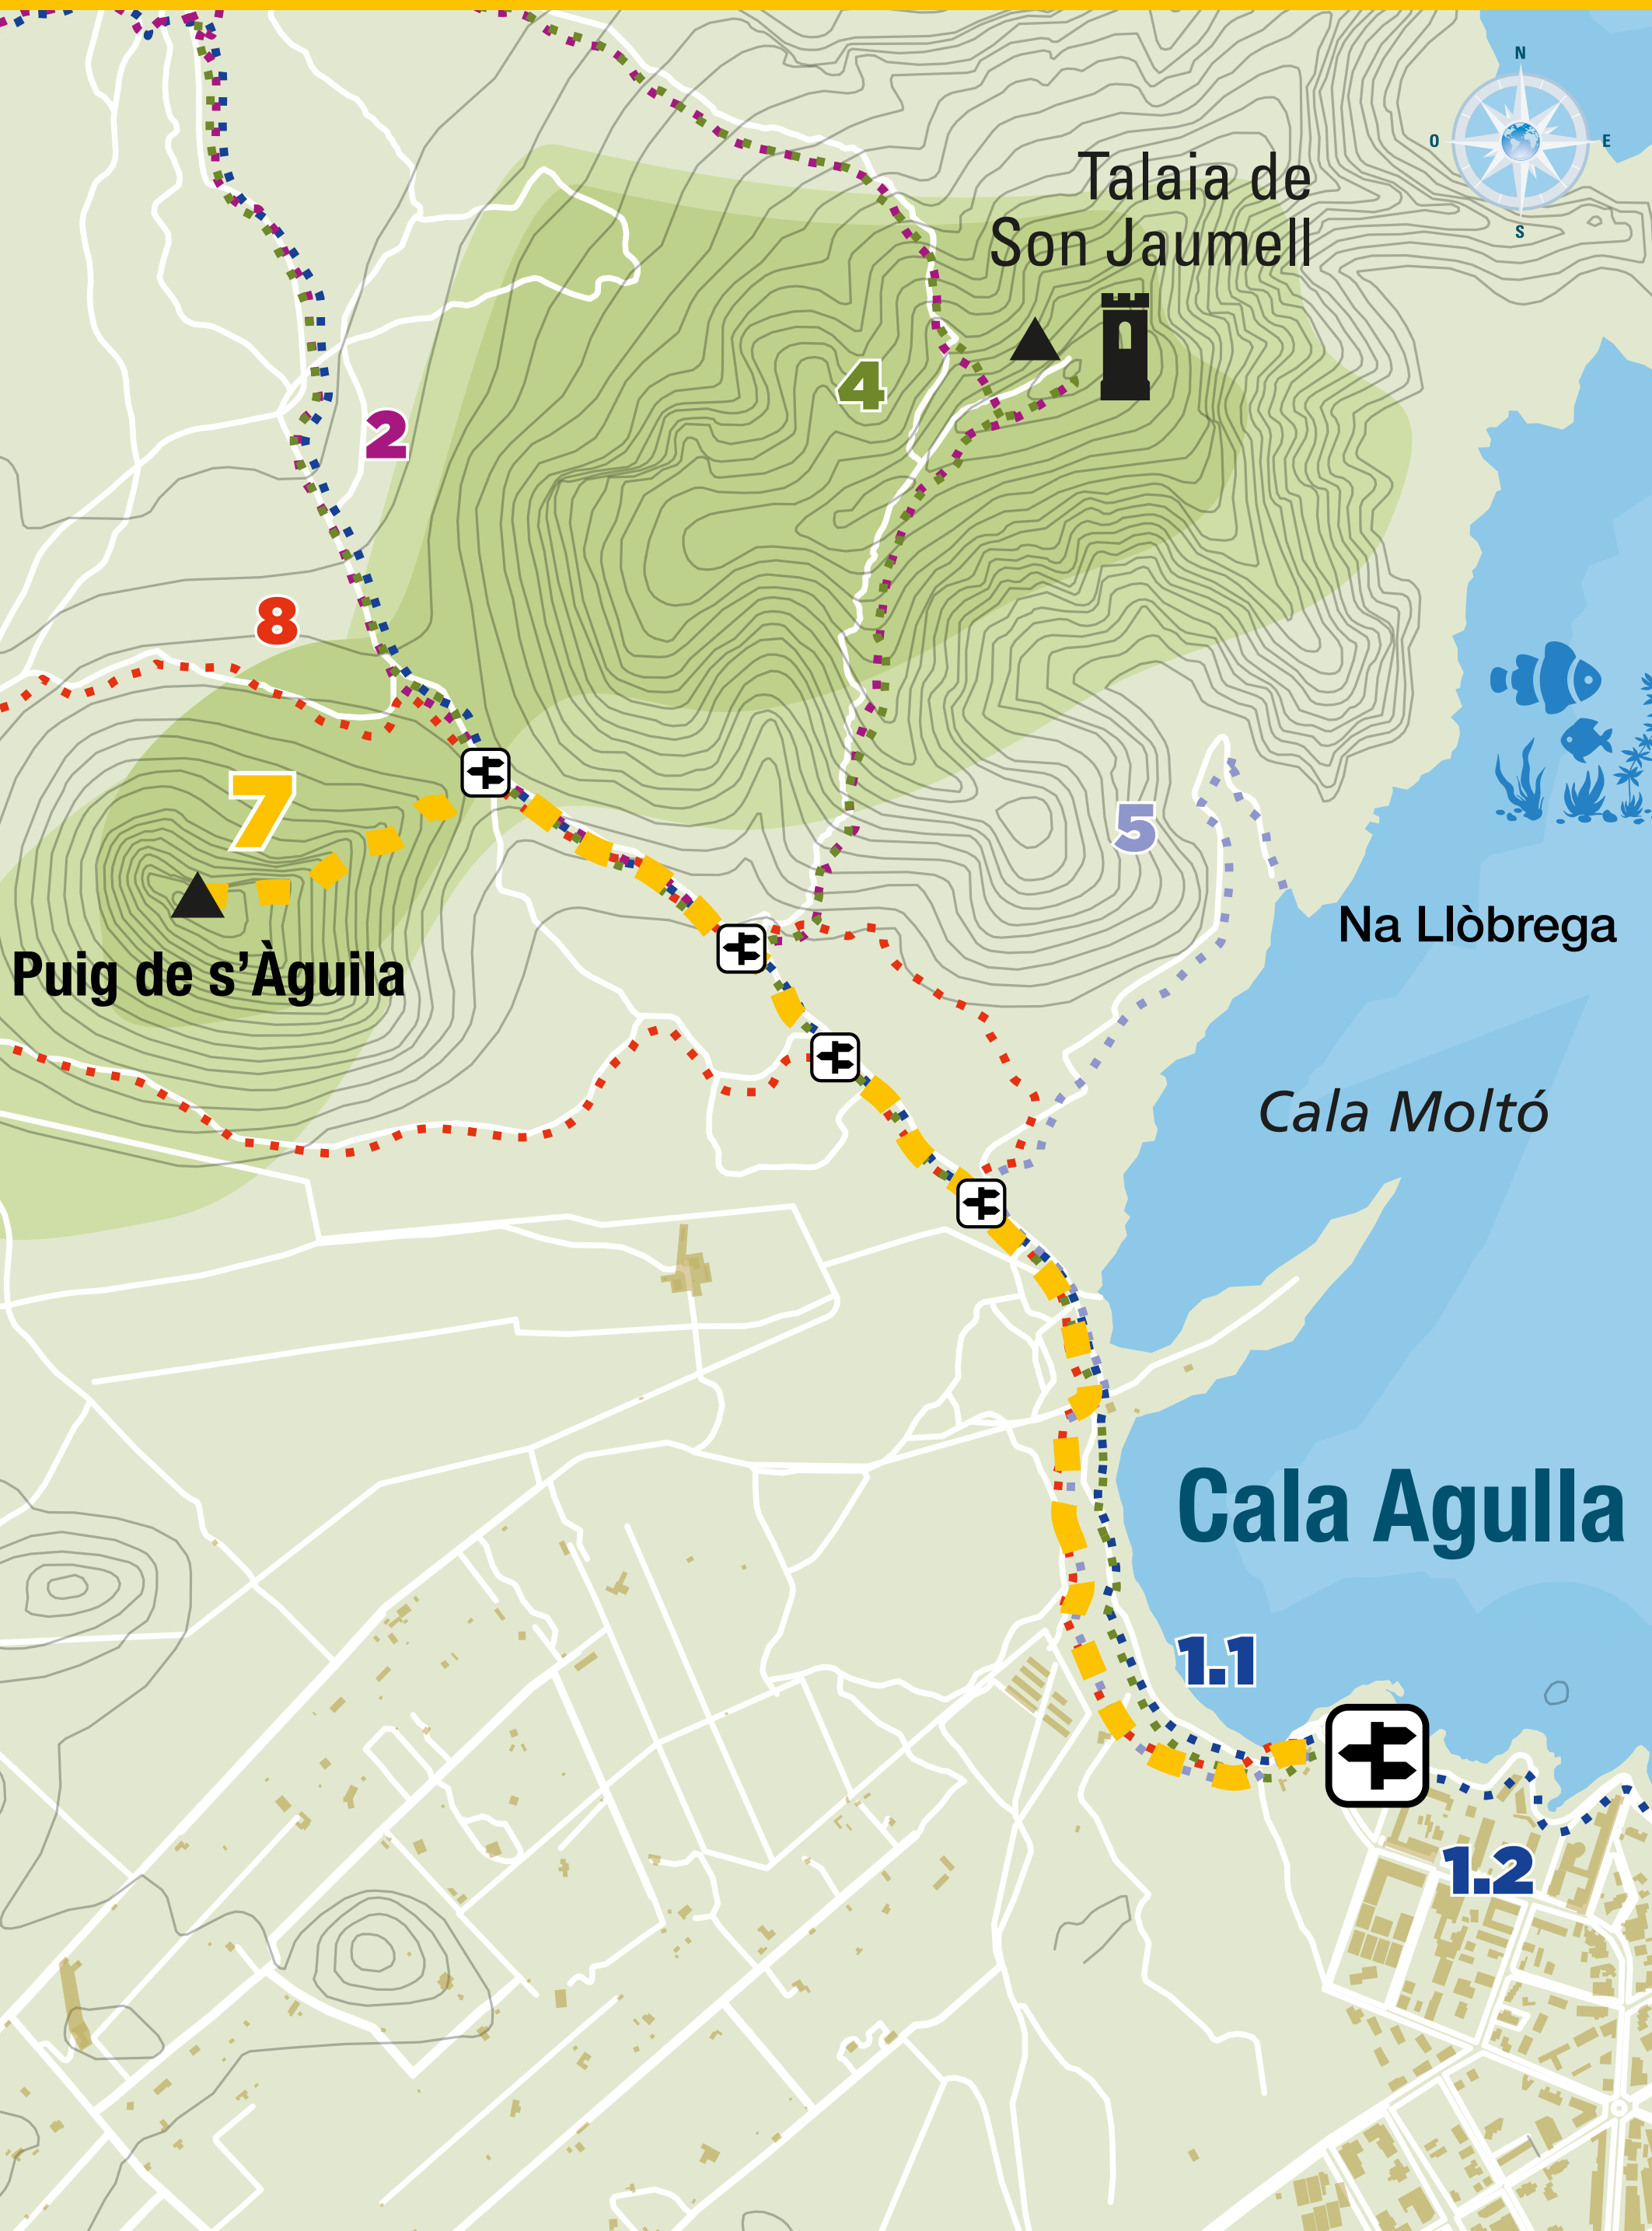 N
O
E
S
Talaia de
Son Jaumell
4
2
8
7
5
Na Llòbrega
Puig de s’Àguila
Cala Moltó
Cala Agulla
1.1
1.2